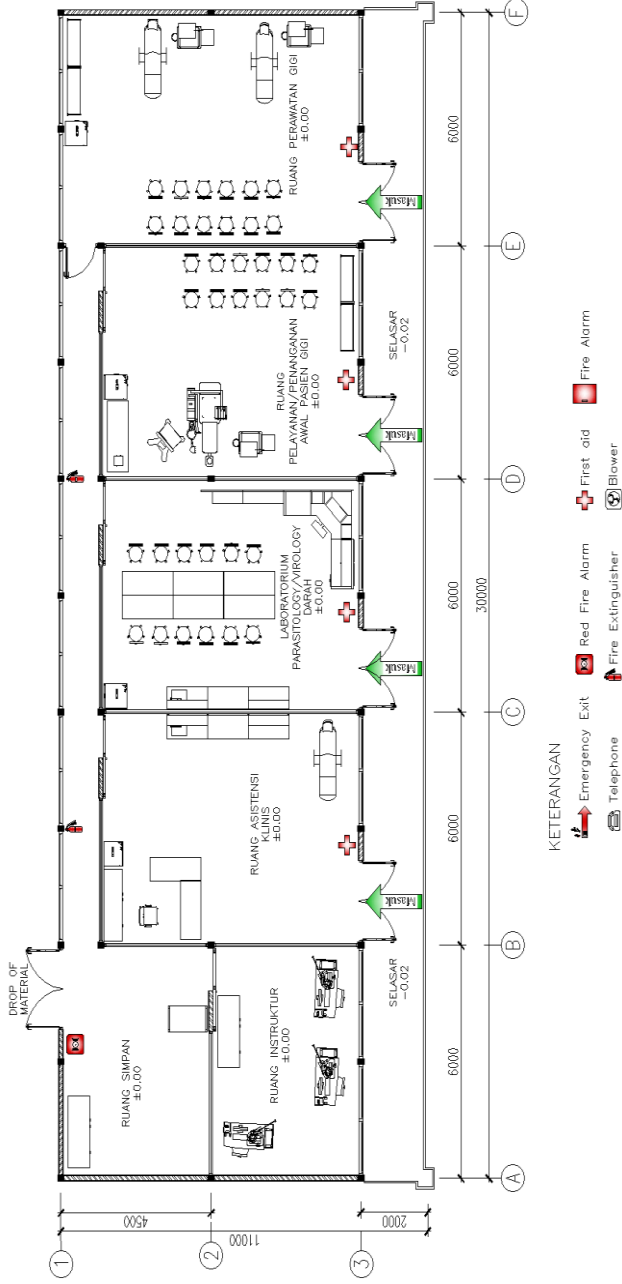 DROP OF
MATERIAL
RUANG SIMPAN
±0,00
RUANG INSTRUKTUR
±0.00
RUANG ASISTENSI
KLINIS
±0.00
LABORATORIUM
PARASITOLOGY/VIROLOGY
DARAH
±0.00
RUANG
PELAYANAN/PENANGANAN
AWAL PASIEN GIGI
±0.00
RUANG PERAWATAN GIGI
±0.00
Masuk
Masuk
Masuk
Masuk
SELASAR
-0.02
SELASAR
-0.02
1
2
3
4500
11000
2000
6000
6000
6000
6000
6000
30000
A
B
C
D
E
F
KETERANGAN
Emergency Exit
Red Fire Alarm
First aid
Fire Alarm
Telephone
Fire Extinguisher
Blower